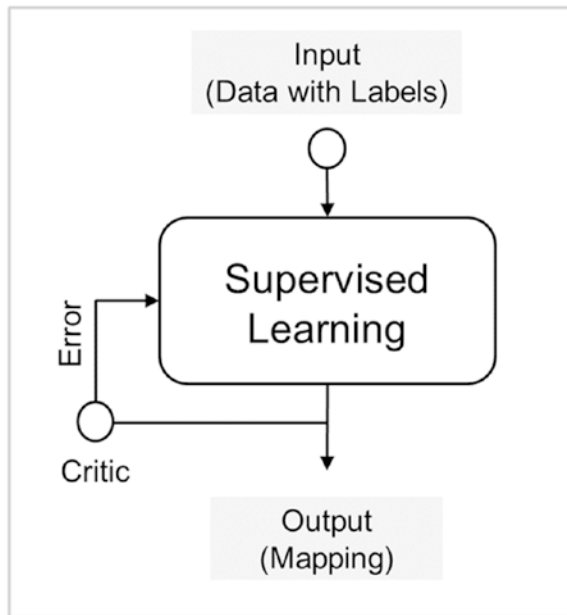 Input
(Data with Labels)
Supervised
Learning
Error
Critic
Output
(Mapping)